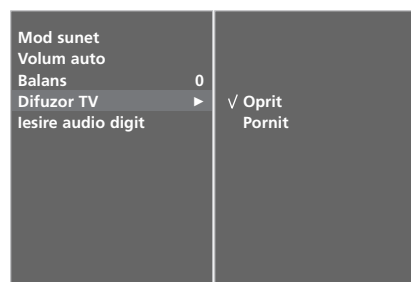 Mod sunet
Volum auto
Balans 0
Difuzor TV ►
Iesire audio digit
√ Oprit
Pornit